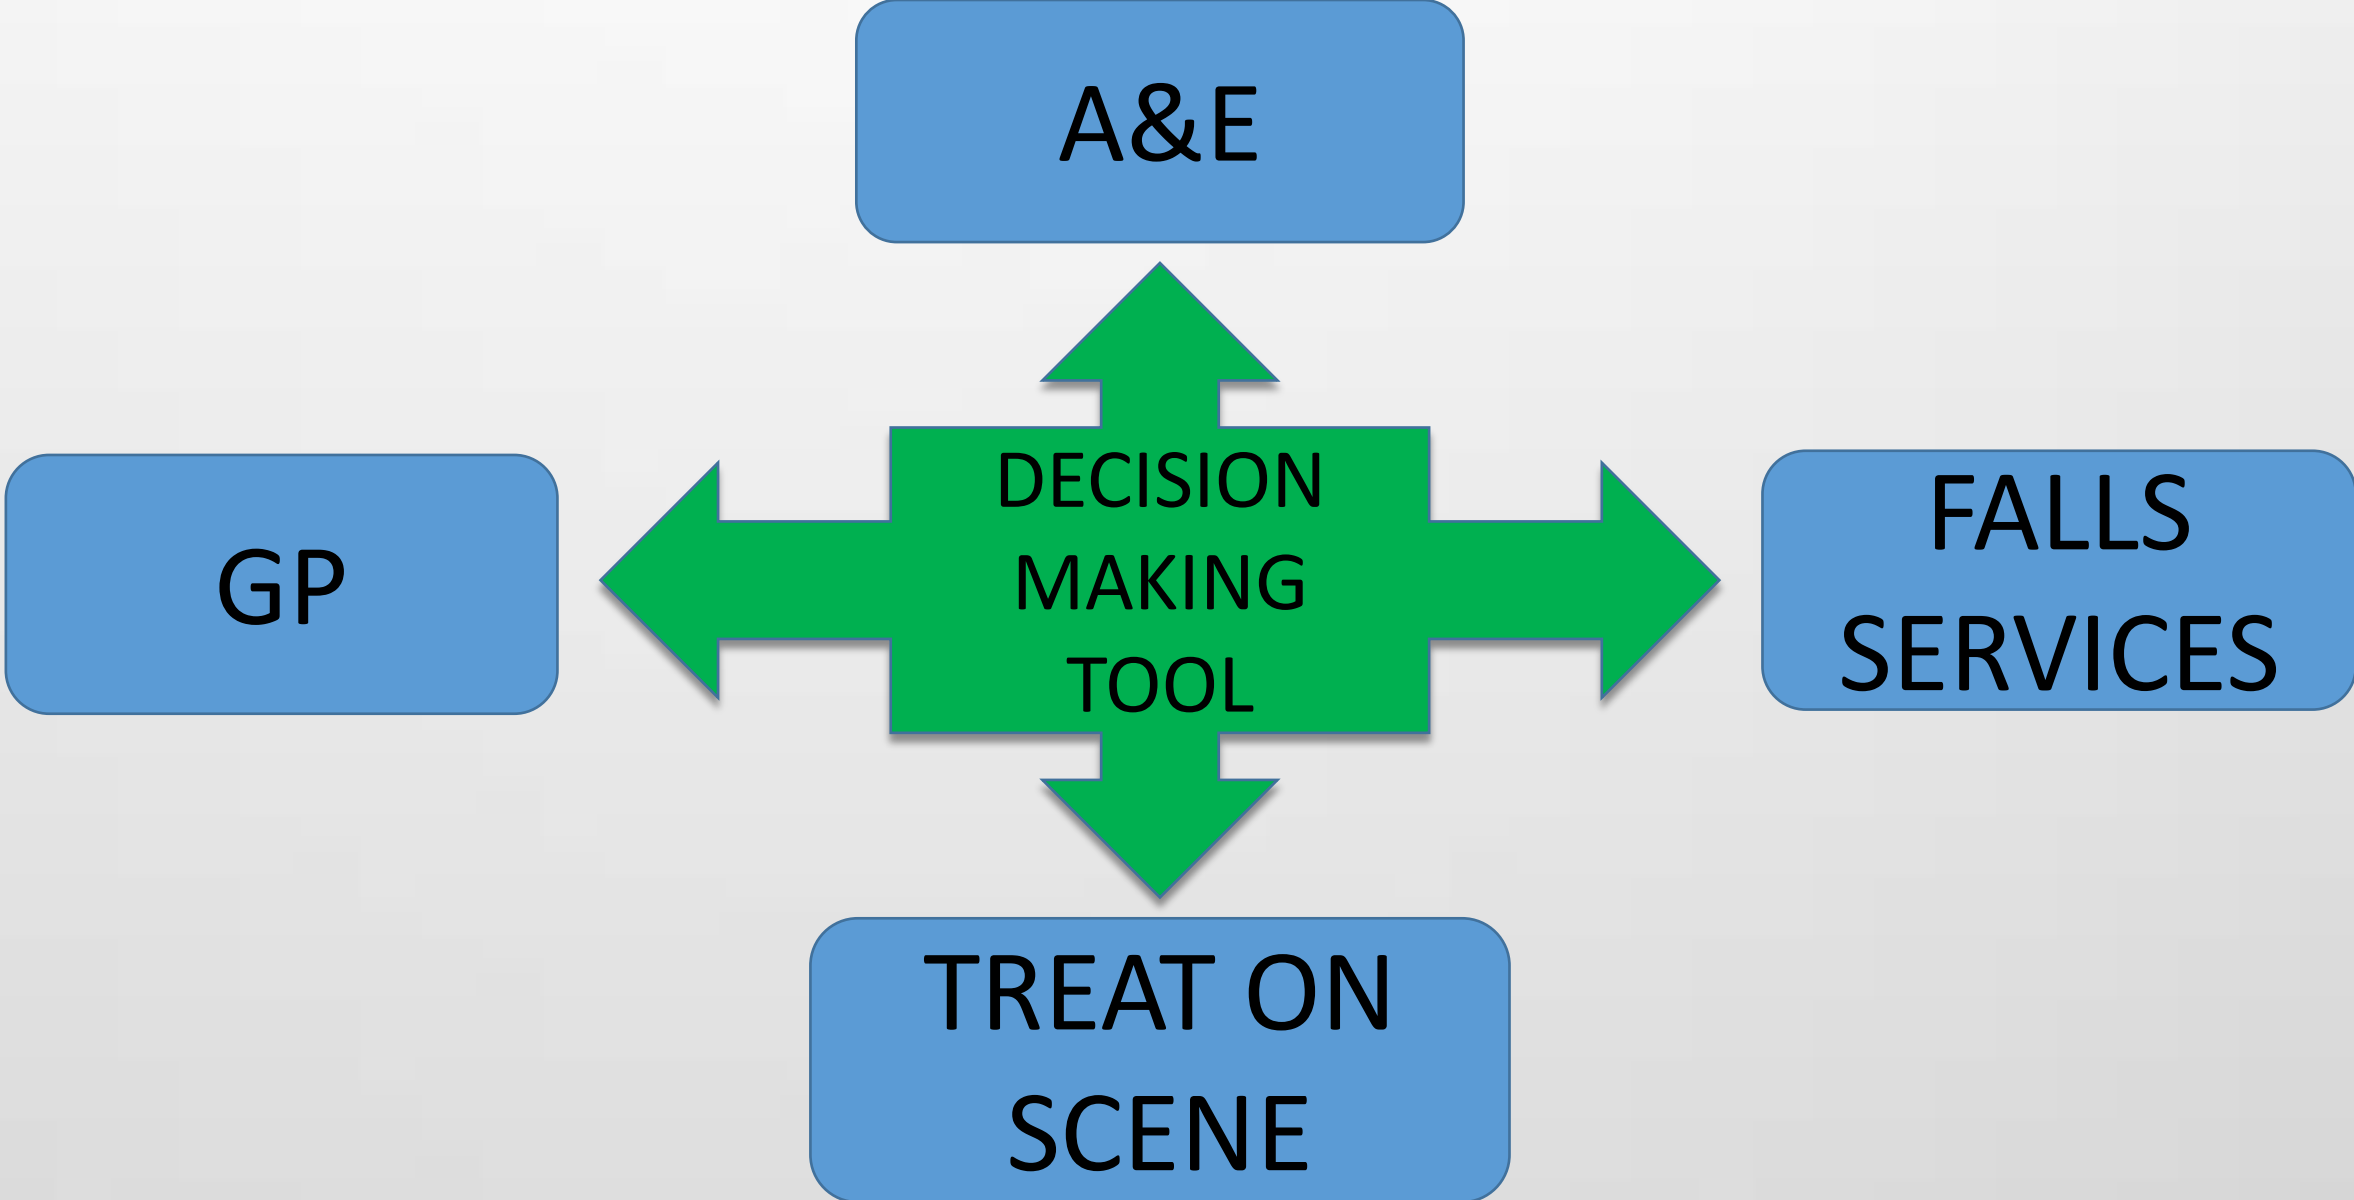 A&E
GP
DECISION
MAKING
TOOL
FALLS
SERVICES
TREAT ON
SCENE